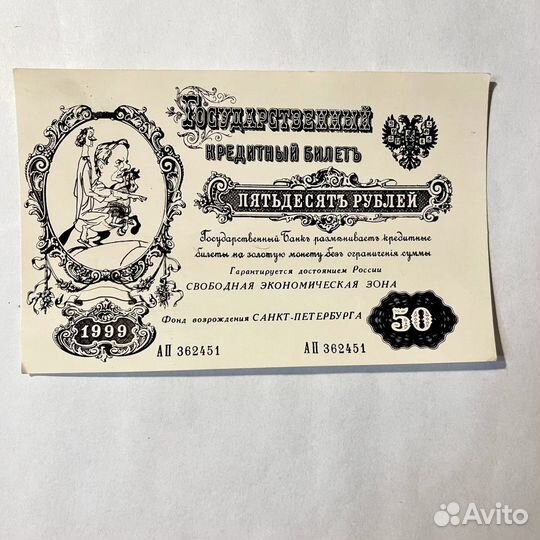 Государственный
кредитный билетъ
ПЯТЬДЕСЯТЪ РУБЛЕЙ
Государственный Банкъ размѣниваетъ кредитные
билеты на золотую монету безъ ограниченія суммы
Гарантируется достоянием России
СВОБОДНАЯ ЭКОНОМИЧЕСКАЯ ЗОНА
Фонд возрождения САНКТ-ПЕТЕРБУРГА
50
1999
АП 362451
АП 362451
Avito